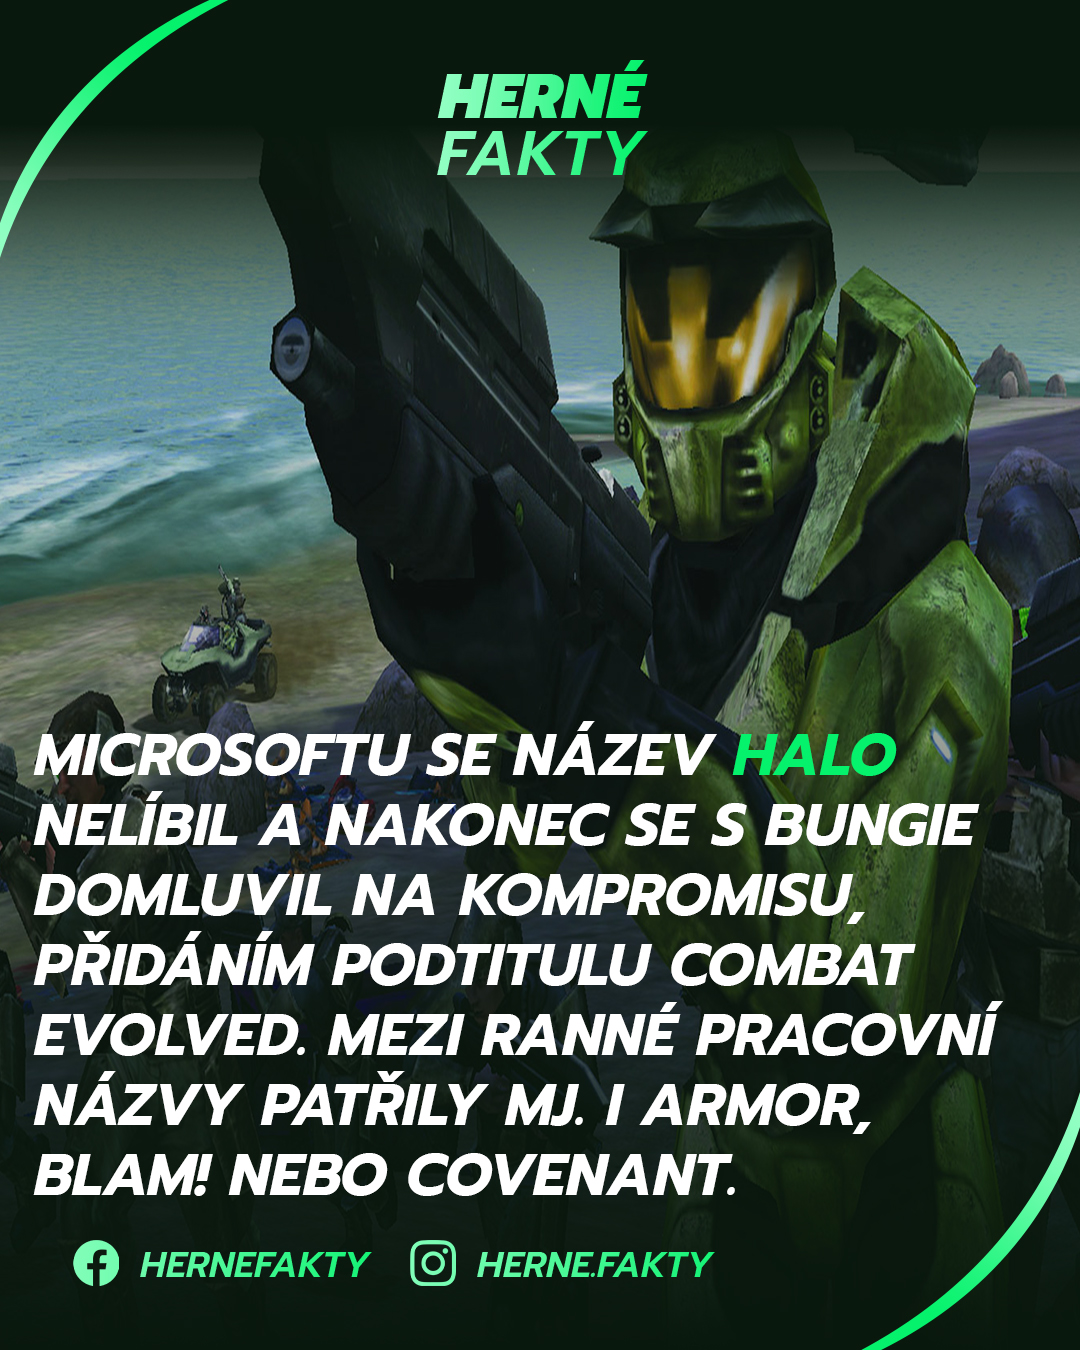 HERNÉ
FAKTY
MICROSOFTU SE NÁZEV HALO
NELÍBIL A NAKONEC SE S BUNGIE
DOMLUVIL NA KOMPROMISU,
PŘIDÁNÍM PODTITULU COMBAT
EVOLVED. MEZI RANNÉ PRACOVNÍ
NÁZVY PATŘILY MJ. I ARMOR,
BLAM! NEBO COVENANT.
HERNEFAKTY HERNE.FAKTY